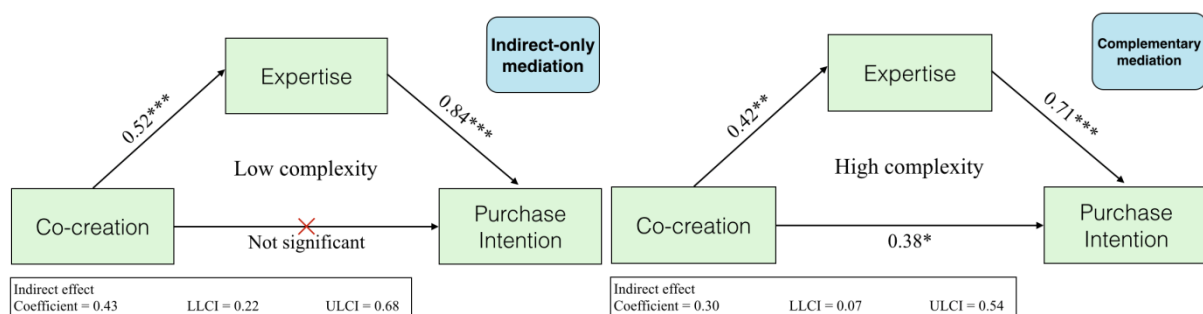 Indirect-only
mediation
Expertise
0.52***
0.84***
Low complexity
Co-creation
Purchase
Intention
Not significant
Indirect effect
Coefficient = 0.43 LLCI = 0.22 ULCI = 0.68
Complementary
mediation
Expertise
0.42**
0.71***
High complexity
Co-creation
Purchase
Intention
0.38*
Indirect effect
Coefficient = 0.30 LLCI = 0.07 ULCI = 0.54